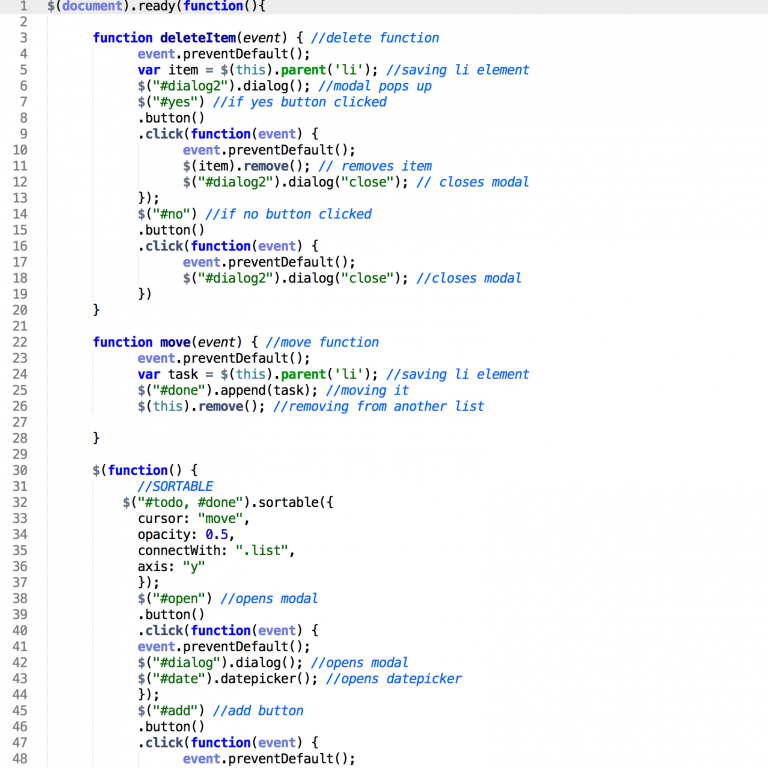 1 $(document).ready(function(){
2
3 function deleteItem(event) { //delete function
4 event.preventDefault();
5 var item = $(this).parent('li'); //saving li element
6 $("#dialog2").dialog(); //modal pops up
7 $("#yes") //if yes button clicked
8 .button()
9 .click(function(event) {
10 event.preventDefault();
11 $(item).remove(); // removes item
12 $("#dialog2").dialog("close"); // closes modal
13 });
14 $("#no") //if no button clicked
15 .button()
16 .click(function(event) {
17 event.preventDefault();
18 $("#dialog2").dialog("close"); //closes modal
19 })
20 }
21
22 function move(event) { //move function
23 event.preventDefault();
24 var task = $(this).parent('li'); //saving li element
25 $("#done").append(task); //moving it
26 $(this).remove(); //removing from another list
27
28 }
29
30 $(function() {
31 //SORTABLE
32 $("#todo, #done").sortable({
33 cursor: "move",
34 opacity: 0.5,
35 connectWith: ".list",
36 axis: "y"
37 });
38 $("#open") //opens modal
39 .button()
40 .click(function(event) {
41 event.preventDefault();
42 $("#dialog").dialog(); //opens modal
43 $("#date").datepicker(); //opens datepicker
44 });
45 $("#add") //add button
46 .button()
47 .click(function(event) {
48 event.preventDefault();